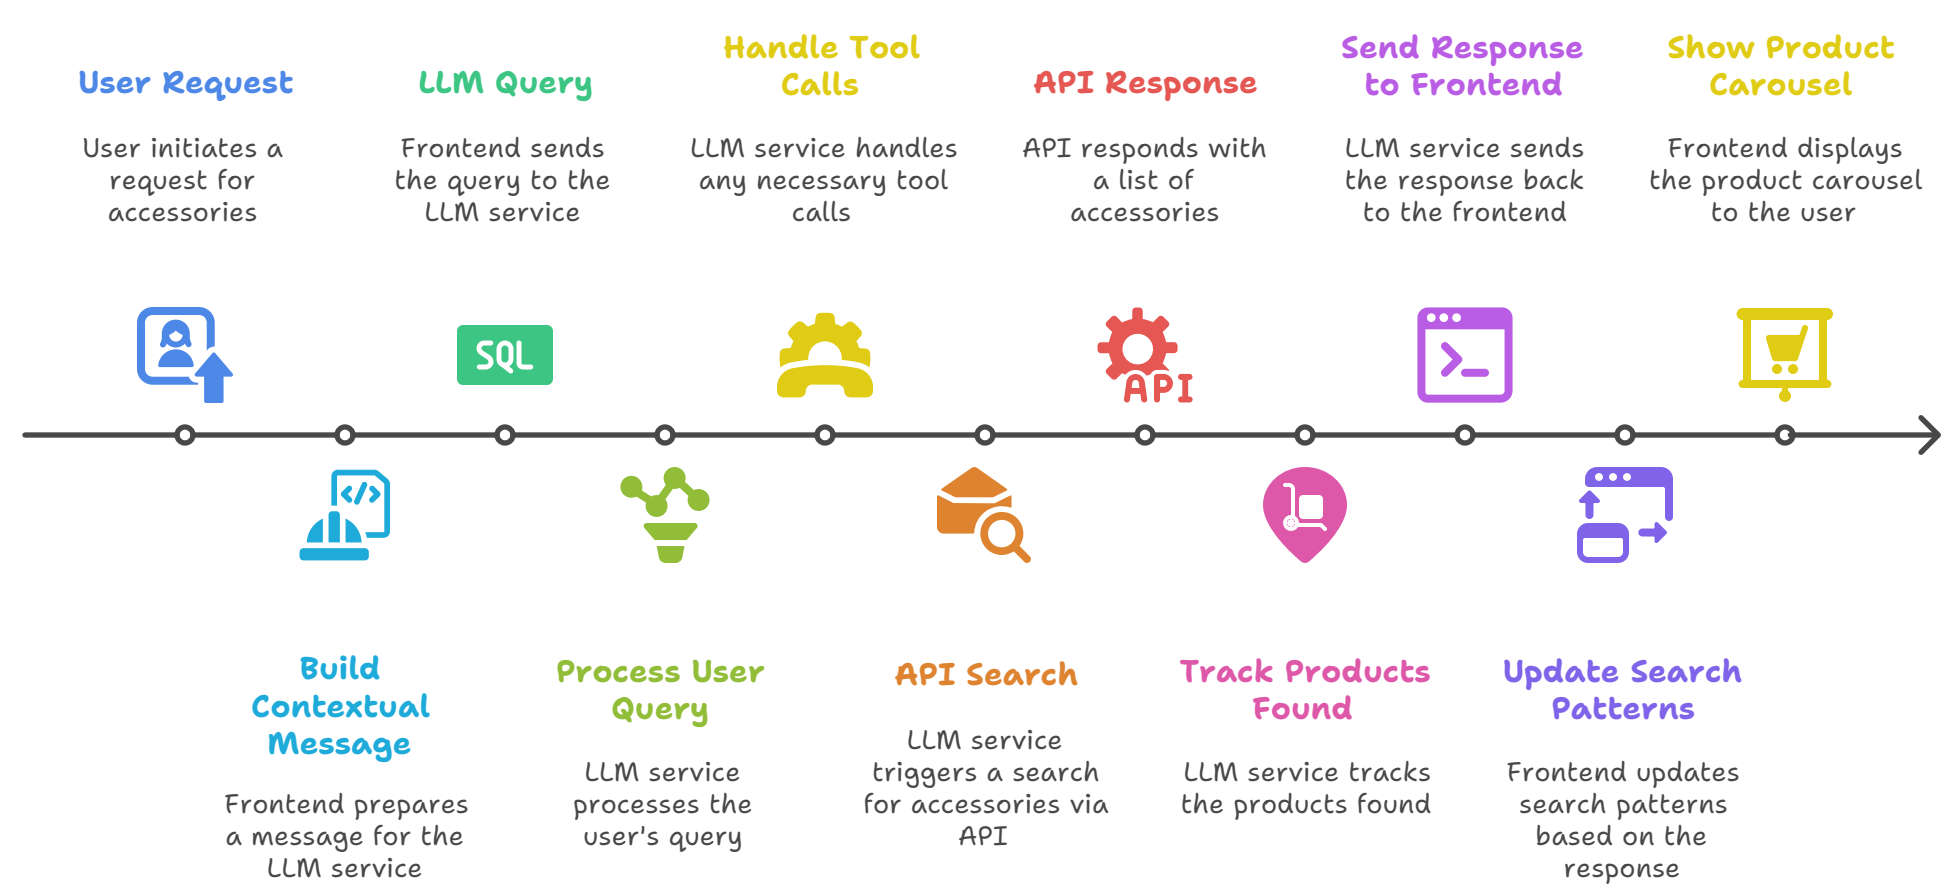 User Request
User initiates a
request for
accessories
LLM Query
Frontend sends
the query to the
LLM service
Handle Tool
Calls
LLM service handles
any necessary tool
calls
API Response
API responds with
a list of
accessories
Send Response
to Frontend
LLM service sends
the response back
to the frontend
Show Product
Carousel
Frontend displays
the product carousel
to the user
SQL
API
</>
Build
Contextual
Message
Frontend prepares
a message for the
LLM service
Process User
Query
LLM service
processes the
user's query
API Search
LLM service
triggers a search
for accessories via
API
Track Products
Found
LLM service tracks
the products found
Update Search
Patterns
Frontend updates
search patterns
based on the
response